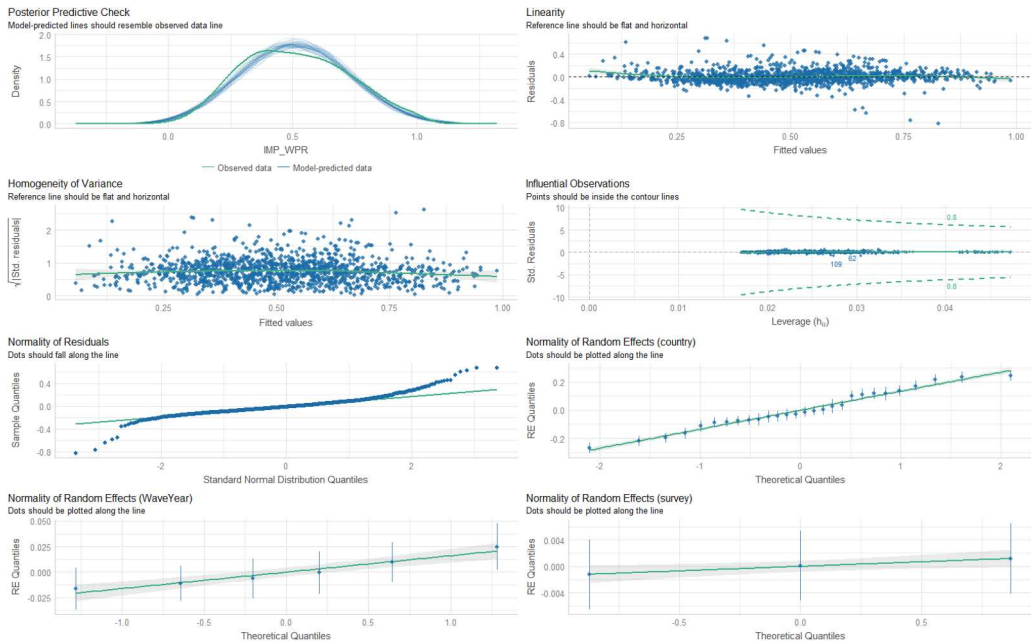 Posterior Predictive Check
Model-predicted lines should resemble observed data line
2.0
1.5
1.0
0.5
0.0
Density
0.0
0.5
1.0
IMP_WPR
Observed data
Model-predicted data
Linearity
Reference line should be flat and horizontal
0.4
0.0
-0.4
-0.8
Residuals
0.25
0.50
0.75
1.00
Fitted values
Homogeneity of Variance
Reference line should be flat and horizontal
2
1
0
√|Std. residuals|
0.25
0.50
0.75
1.00
Fitted values
Influential Observations
Points should be inside the contour lines
10
5
0
-5
-10
Std. Residuals
0.8
62
109
0.8
0.00
0.01
0.02
0.03
0.04
Leverage (hii)
Normality of Residuals
Dots should fall along the line
0.4
0.0
-0.4
-0.8
Sample Quantiles
-2
0
2
Standard Normal Distribution Quantiles
Normality of Random Effects (country)
Dots should be plotted along the line
0.2
0.0
-0.2
RE Quantiles
-2
-1
0
1
2
Theoretical Quantiles
Normality of Random Effects (WaveYear)
Dots should be plotted along the line
0.050
0.025
0.000
-0.025
RE Quantiles
-1.0
-0.5
0.0
0.5
1.0
Theoretical Quantiles
Normality of Random Effects (survey)
Dots should be plotted along the line
0.004
0.000
-0.004
RE Quantiles
-0.5
0.0
0.5
Theoretical Quantiles